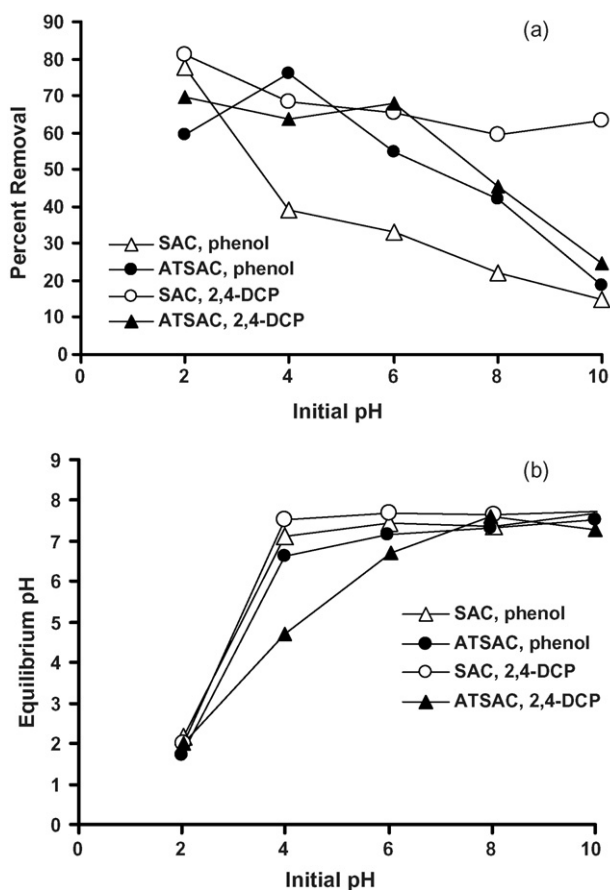 (a)
Percent Removal
90
80
70
60
50
40
30
20
10
0
SAC, phenol
ATSAC, phenol
SAC, 2,4-DCP
ATSAC, 2,4-DCP
0 2 4 6 8 10
Initial pH
(b)
Equilibrium pH
9
8
7
6
5
4
3
2
1
0
SAC, phenol
ATSAC, phenol
SAC, 2,4-DCP
ATSAC, 2,4-DCP
0 2 4 6 8 10
Initial pH